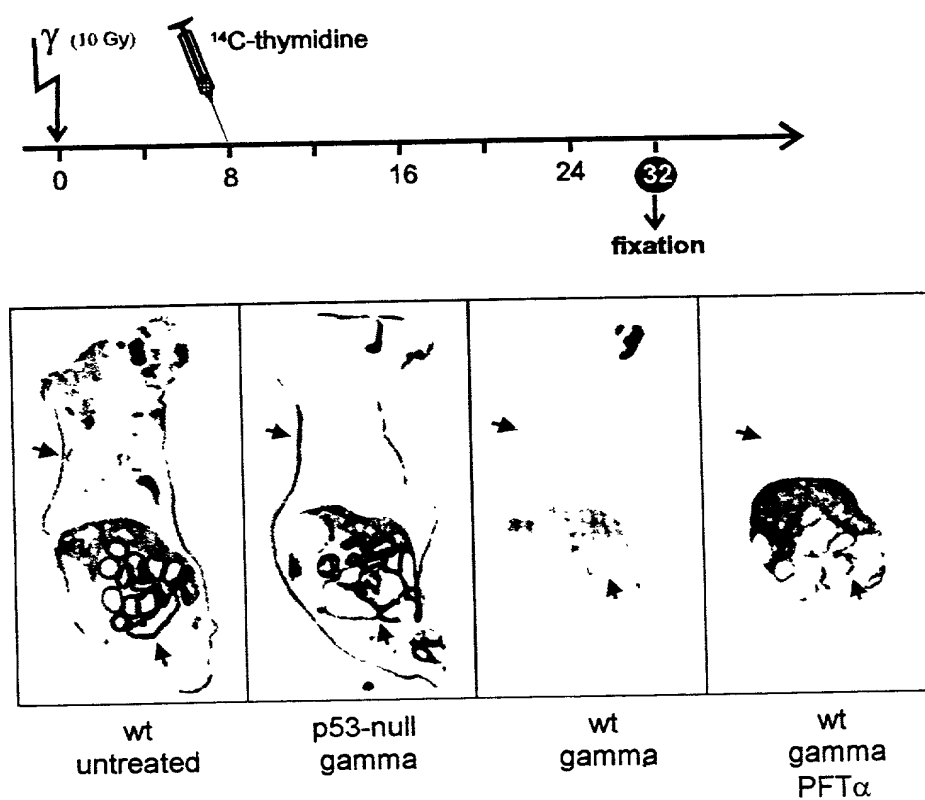 γ (10 Gy)
¹⁴C-thymidine
0
8
16
24
32
fixation
wt
untreated
p53-null
gamma
wt
gamma
wt
gamma
PFTα